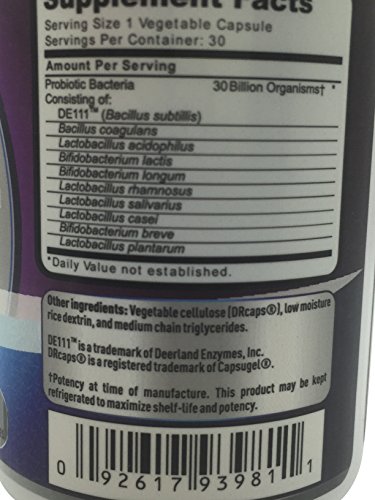 Supplement Facts
Serving Size 1 Vegetable Capsule
Servings Per Container: 30
Amount Per Serving
Probiotic Bacteria 30 Billion Organisms† *
Consisting of:
DE111™ (Bacillus subtillis)
Bacillus coagulans
Lactobacillus acidophilus
Bifidobacterium lactis
Bifidobacterium longum
Lactobacillus rhamnosus
Lactobacillus salivarius
Lactobacillus casei
Bifidobacterium breve
Lactobacillus plantarum
*Daily Value not established.
Other ingredients: Vegetable cellulose (DRcaps®), low moisture
rice dextrin, and medium chain triglycerides.
DE111™ is a trademark of Deerland Enzymes, Inc.
DRcaps® is a registered trademark of Capsugel®.
†Potency at time of manufacture. This product may be kept
refrigerated to maximize shelf-life and potency.
0 92617 93981 1